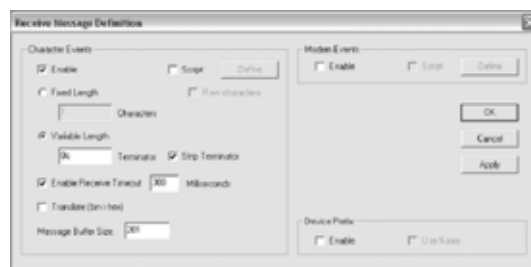 Receive Message Definition
Character Events
Enable
Script
Define
Fixed Length
Raw characters
Characters
Variable Length
Terminator
Strip Terminator
Enable Receive Timeout
300
Milliseconds
Translate (bin > hex)
Message Buffer Size:
201
Modem Events
Enable
Script
Define
OK
Cancel
Apply
Device Prefix
Enable
Use Name